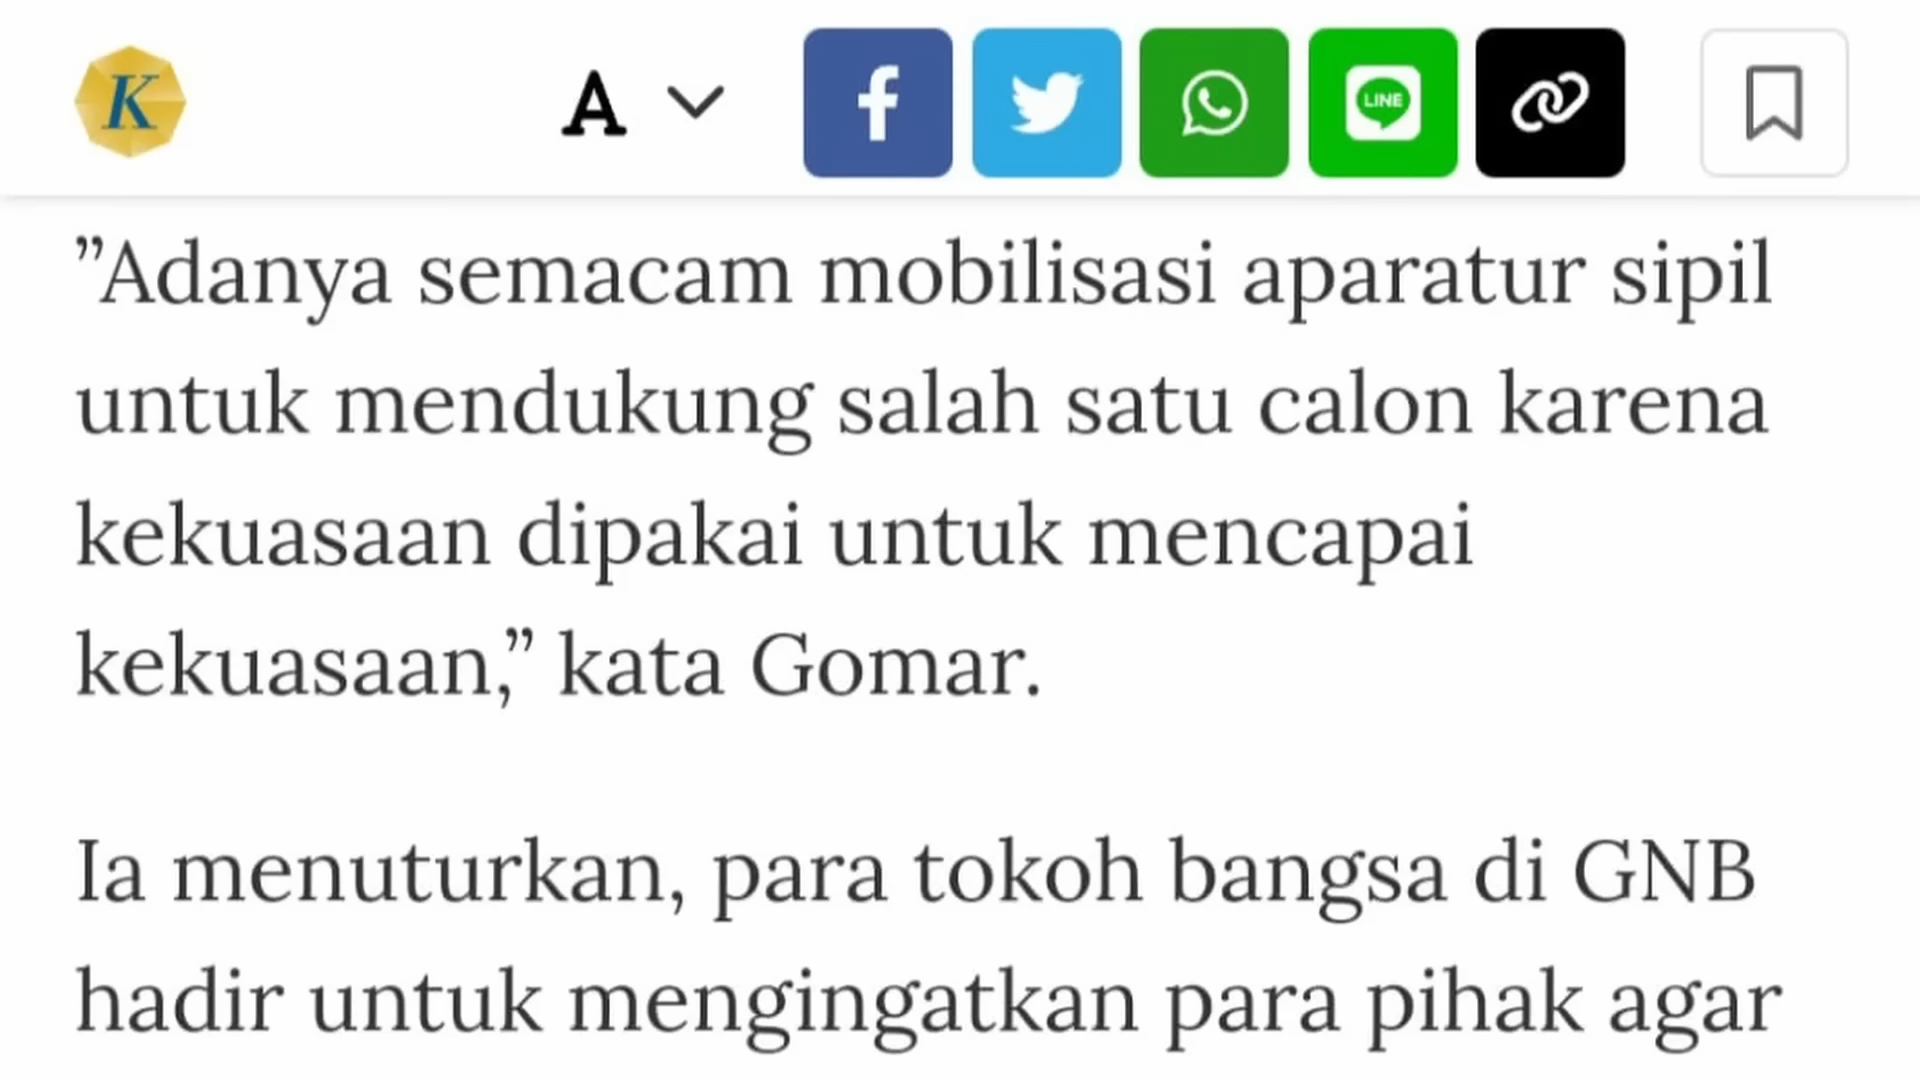 K
A
LINE
”Adanya semacam mobilisasi aparatur sipil
untuk mendukung salah satu calon karena
kekuasaan dipakai untuk mencapai
kekuasaan,” kata Gomar.
Ia menuturkan, para tokoh bangsa di GNB
hadir untuk mengingatkan para pihak agar